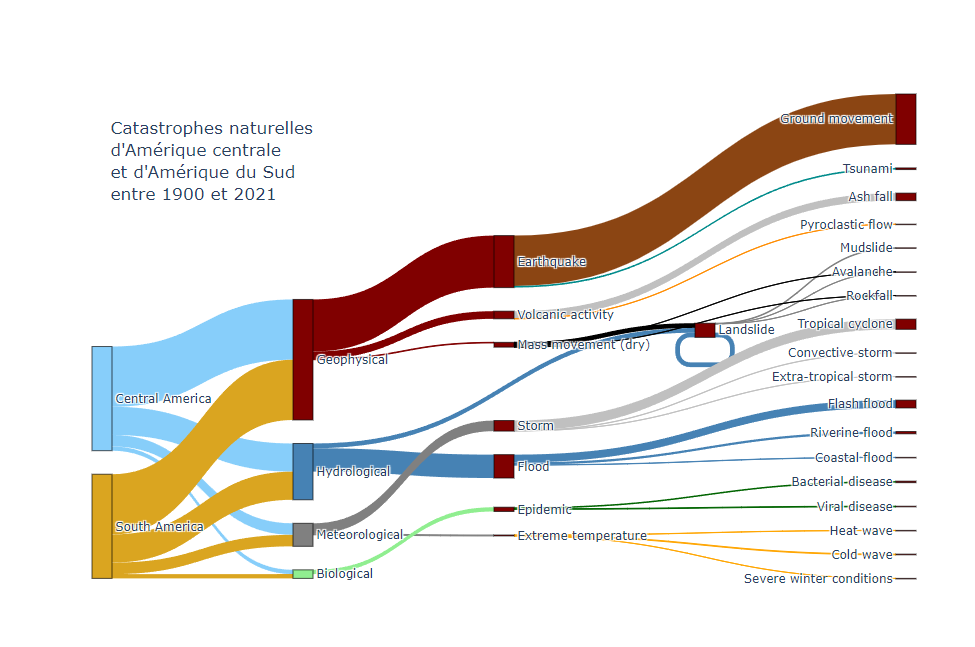 Catastrophes naturelles
d'Amérique centrale
et d'Amérique du Sud
entre 1900 et 2021
Central America
South America
Geophysical
Hydrological
Meteorological
Biological
Earthquake
Volcanic activity
Mass movement (dry)
Storm
Flood
Epidemic
Extreme temperature
Landslide
Ground movement
Tsunami
Ash fall
Pyroclastic flow
Mudslide
Avalanche
Rockfall
Tropical cyclone
Convective storm
Extra-tropical storm
Flash flood
Riverine flood
Coastal flood
Bacterial disease
Viral disease
Heat wave
Cold wave
Severe winter conditions